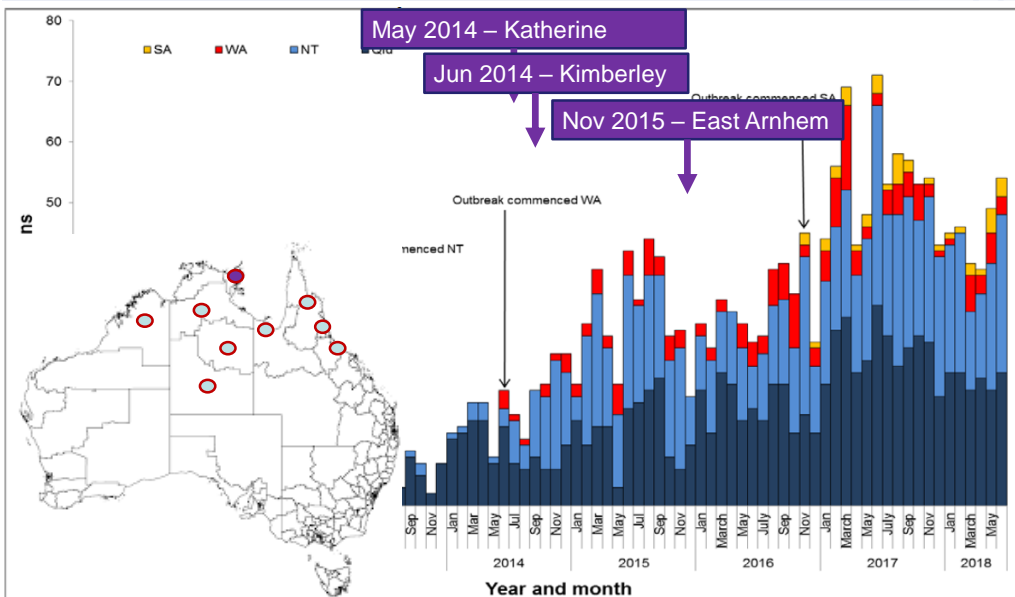 80
May 2014 – Katherine
SA WA NT
70
Jun 2014 – Kimberley
Outbreak commenced SA
Nov 2015 – East Arnhem
60
50
ns
Outbreak commenced WA
menced NT
Sep Nov Jan Mar May Jul Sep Nov Jan Mar May Jul Sep Nov Jan March May July Sep Nov Jan March May July Sep Nov Jan March May
2014 2015 2016 2017 2018
Year and month